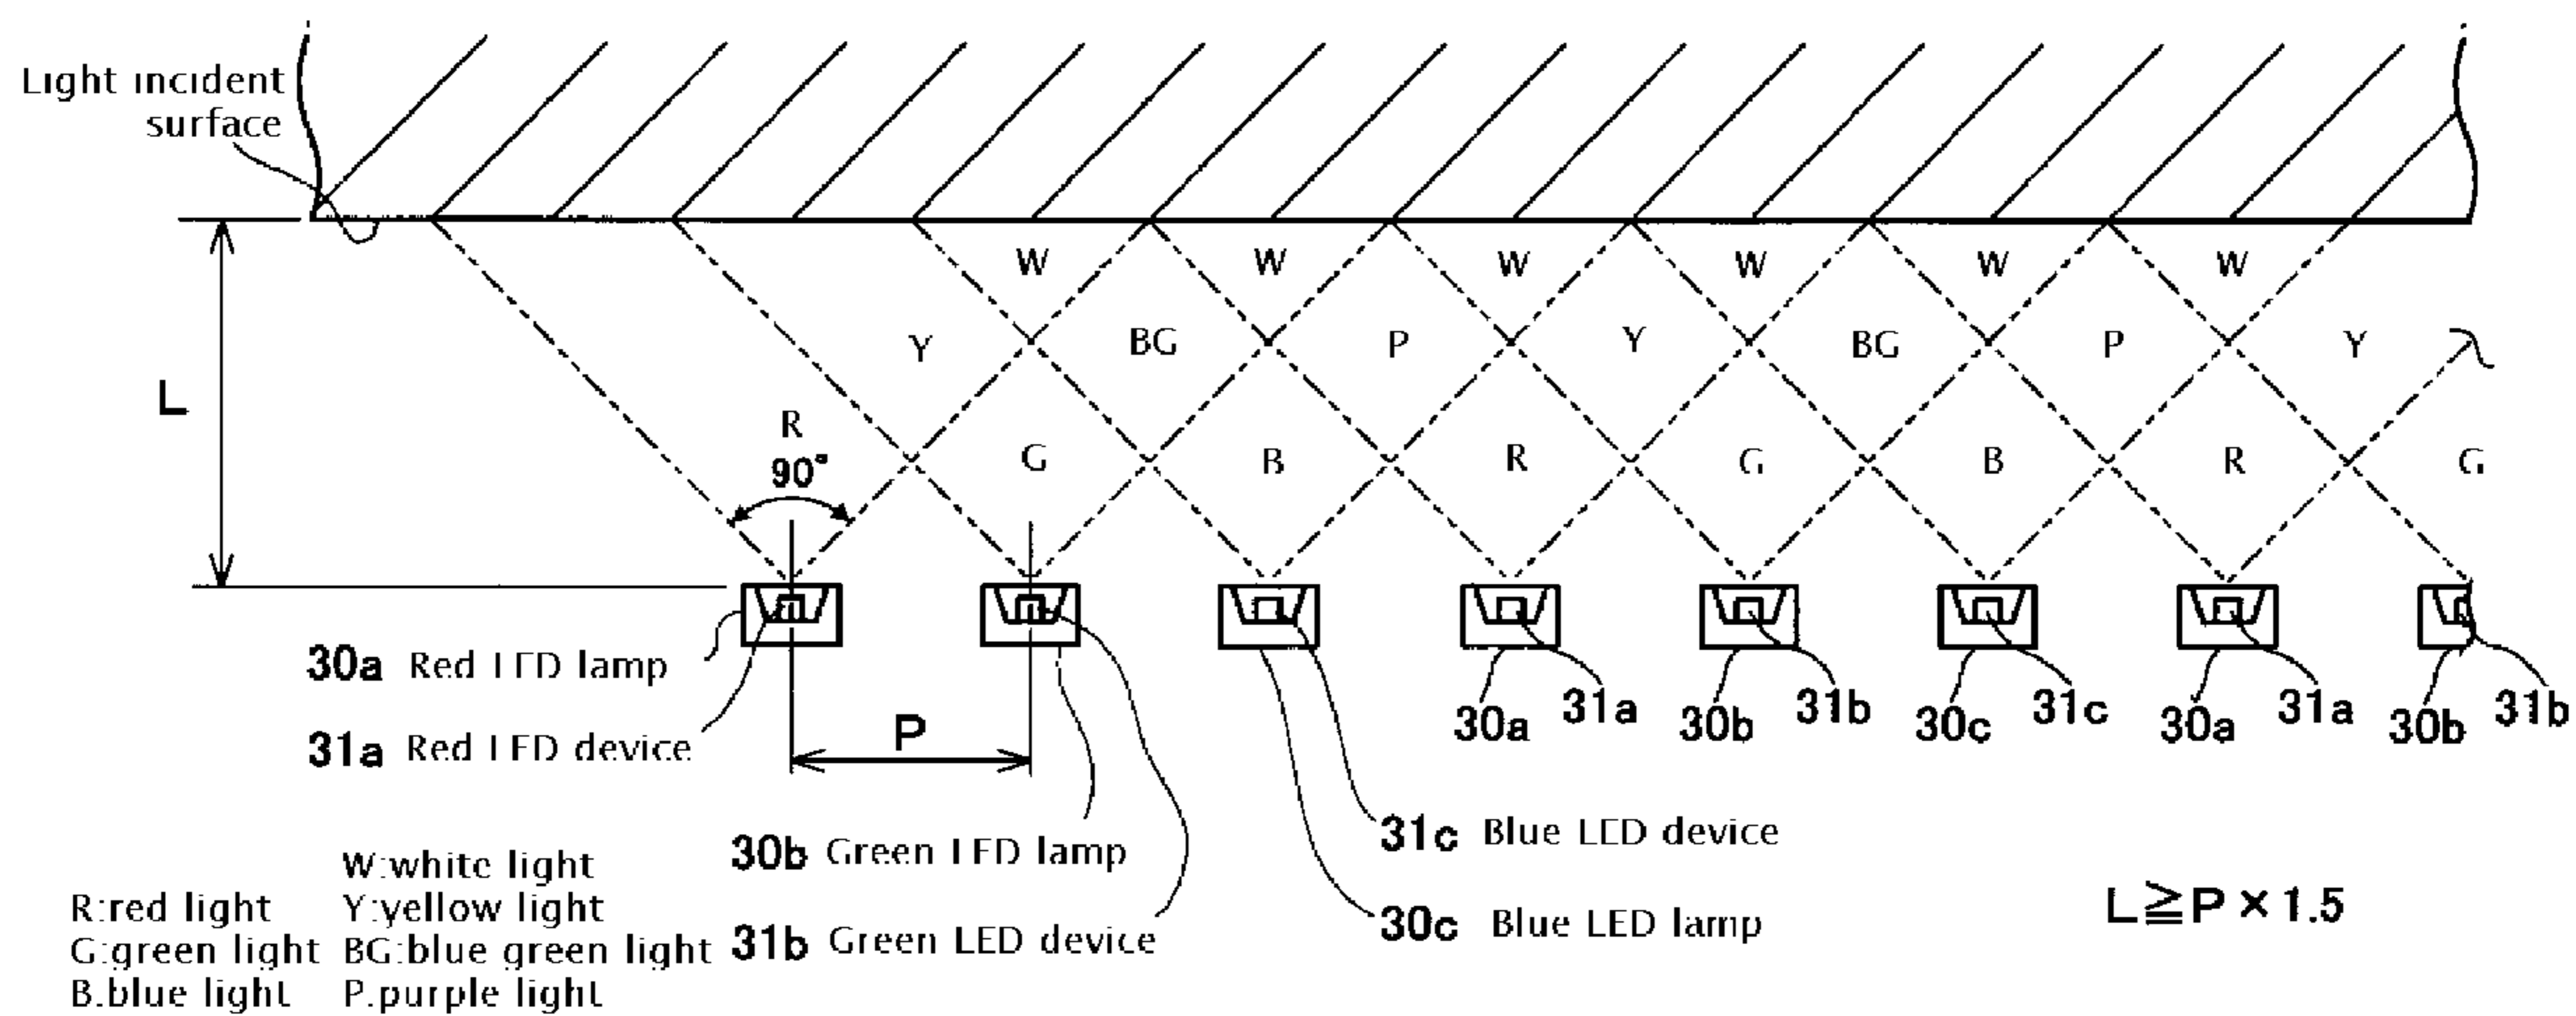 Light incident
surface
W W W W W W
Y BG P Y BG P Y
L
R
90°
G B R G B R G
30a Red LED lamp
31a Red LED device
P
30a 31a 30b 31b 30c 31c 30a 31a 30b 31b
30b Green LED lamp
31b Green LED device
31c Blue LED device
30c Blue LED lamp
L≧P×1.5
W:white light
R:red light Y:yellow light
G:green light BG:blue green light
B.blue light P.purple light